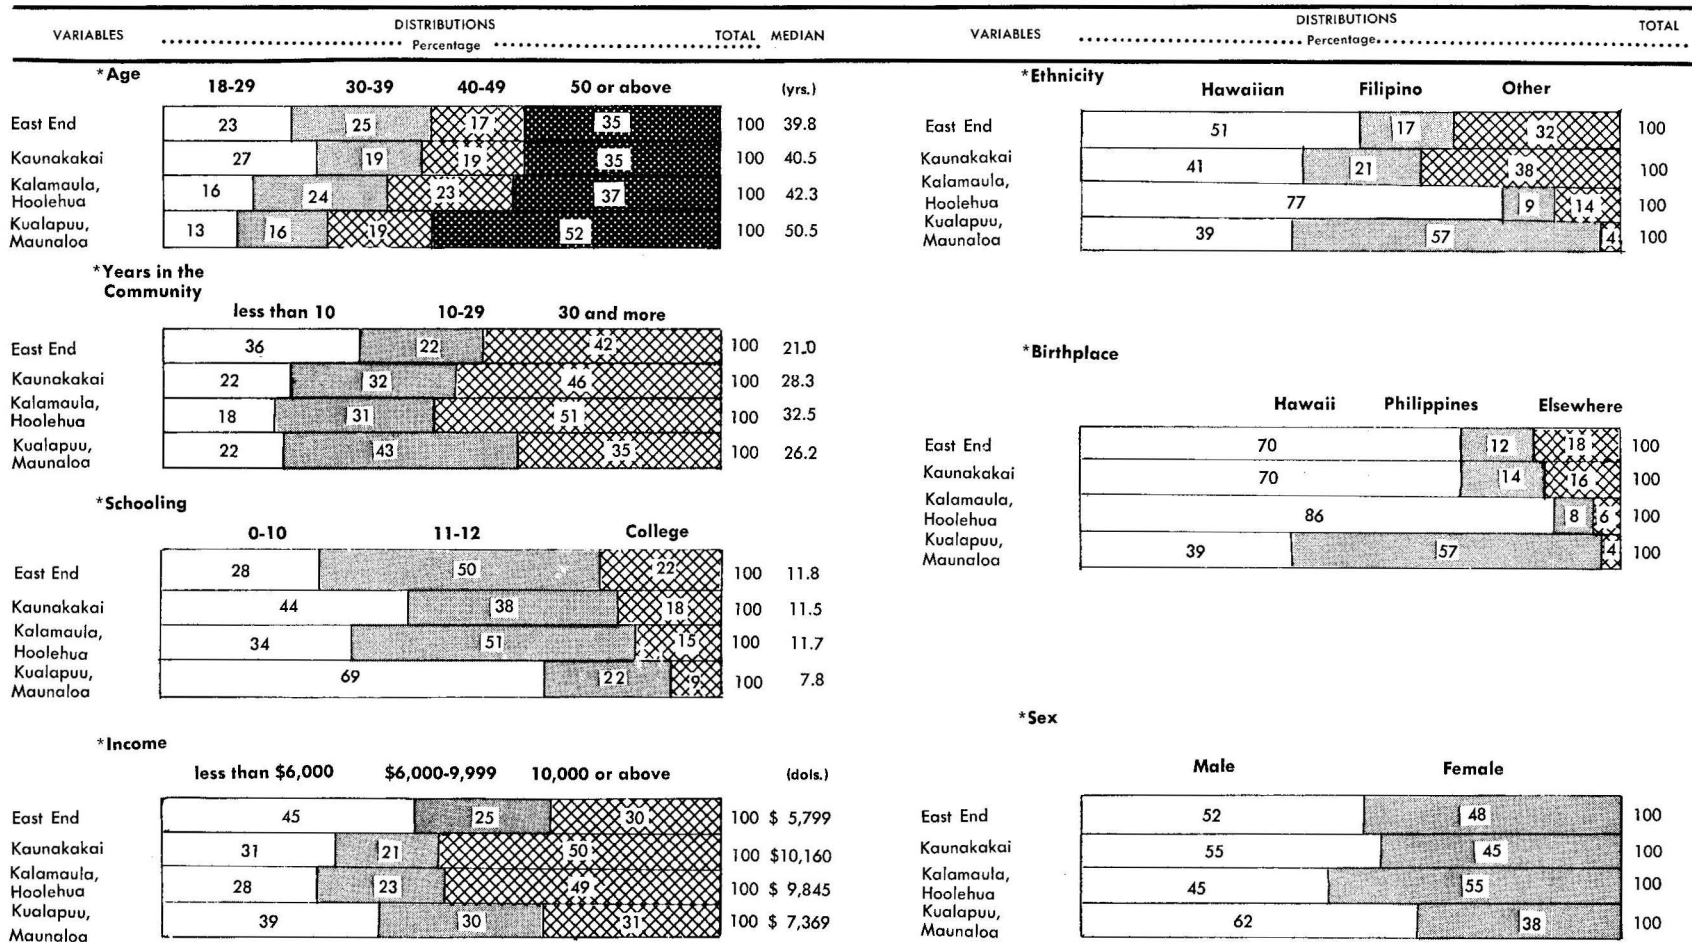 VARIABLES DISTRIBUTIONS TOTAL MEDIAN
Percentage
*Age
18-29 30-39 40-49 50 or above (yrs.)
East End 23 25 17 35 100 39.8
Kaunakakai 27 19 19 35 100 40.5
Kalamaula,
Hoolehua 16 24 23 37 100 42.3
Kualapuu,
Maunaloa 13 16 19 52 100 50.5
*Years in the
Community
less than 10 10-29 30 and more
East End 36 22 42 100 21.0
Kaunakakai 22 32 46 100 28.3
Kalamaula,
Hoolehua 18 31 51 100 32.5
Kualapuu,
Maunaloa 22 43 35 100 26.2
*Schooling
0-10 11-12 College
East End 28 50 22 100 11.8
Kaunakakai 44 38 18 100 11.5
Kalamaula,
Hoolehua 34 51 15 100 11.7
Kualapuu,
Maunaloa 69 22 9 100 7.8
*Income
less than $6,000 $6,000-9,999 10,000 or above (dols.)
East End 45 25 30 100 $ 5,799
Kaunakakai 31 21 50 100 $10,160
Kalamaula,
Hoolehua 28 23 49 100 $ 9,845
Kualapuu,
Maunaloa 39 30 31 100 $ 7,369
VARIABLES DISTRIBUTIONS TOTAL
Percentage
*Ethnicity
Hawaiian Filipino Other
East End 51 17 32 100
Kaunakakai 41 21 38 100
Kalamaula,
Hoolehua 77 9 14 100
Kualapuu,
Maunaloa 39 57 4 100
*Birthplace
Hawaii Philippines Elsewhere
East End 70 12 18 100
Kaunakakai 70 14 16 100
Kalamaula,
Hoolehua 86 8 6 100
Kualapuu,
Maunaloa 39 57 4 100
*Sex
Male Female
East End 52 48 100
Kaunakakai 55 45 100
Kalamaula,
Hoolehua 45 55 100
Kualapuu,
Maunaloa 62 38 100